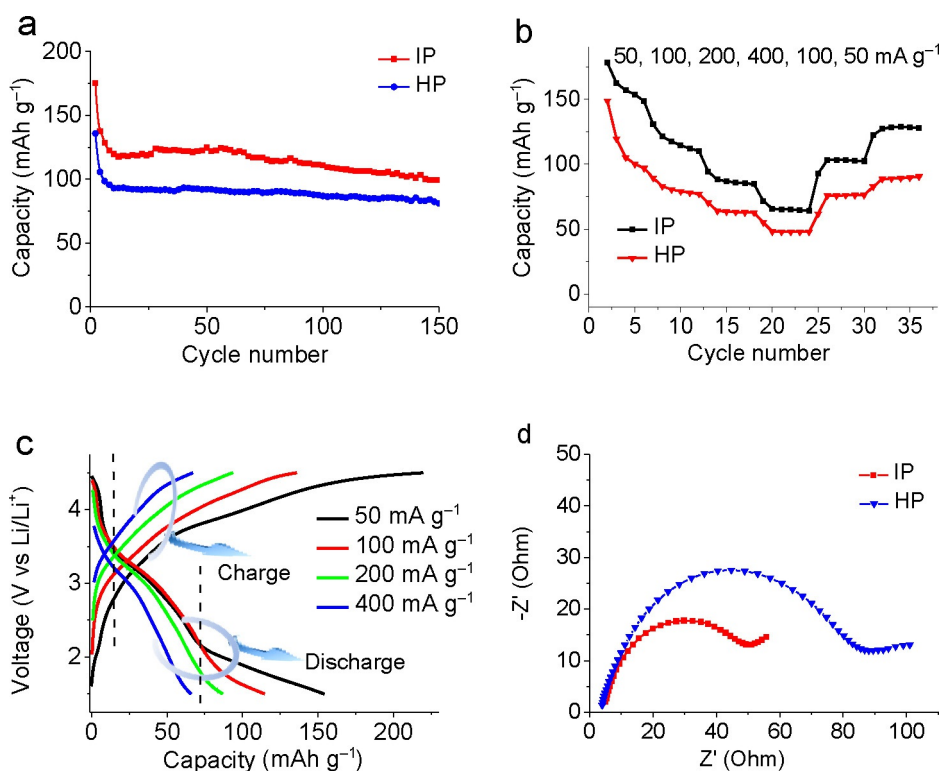 a
IP
HP
200
150
100
50
0
Capacity (mAh g⁻¹)
0 50 100 150
Cycle number
b
50, 100, 200, 400, 100, 50 mA g⁻¹
150
100
50
0
Capacity (mAh g⁻¹)
IP
HP
0 5 10 15 20 25 30 35
Cycle number
c
4
3
2
Voltage (V vs Li/Li⁺)
50 mA g⁻¹
100 mA g⁻¹
200 mA g⁻¹
400 mA g⁻¹
Charge
Discharge
0 50 100 150 200
Capacity (mAh g⁻¹)
d
50
40
30
20
10
0
-Z' (Ohm)
IP
HP
0 20 40 60 80 100
Z' (Ohm)